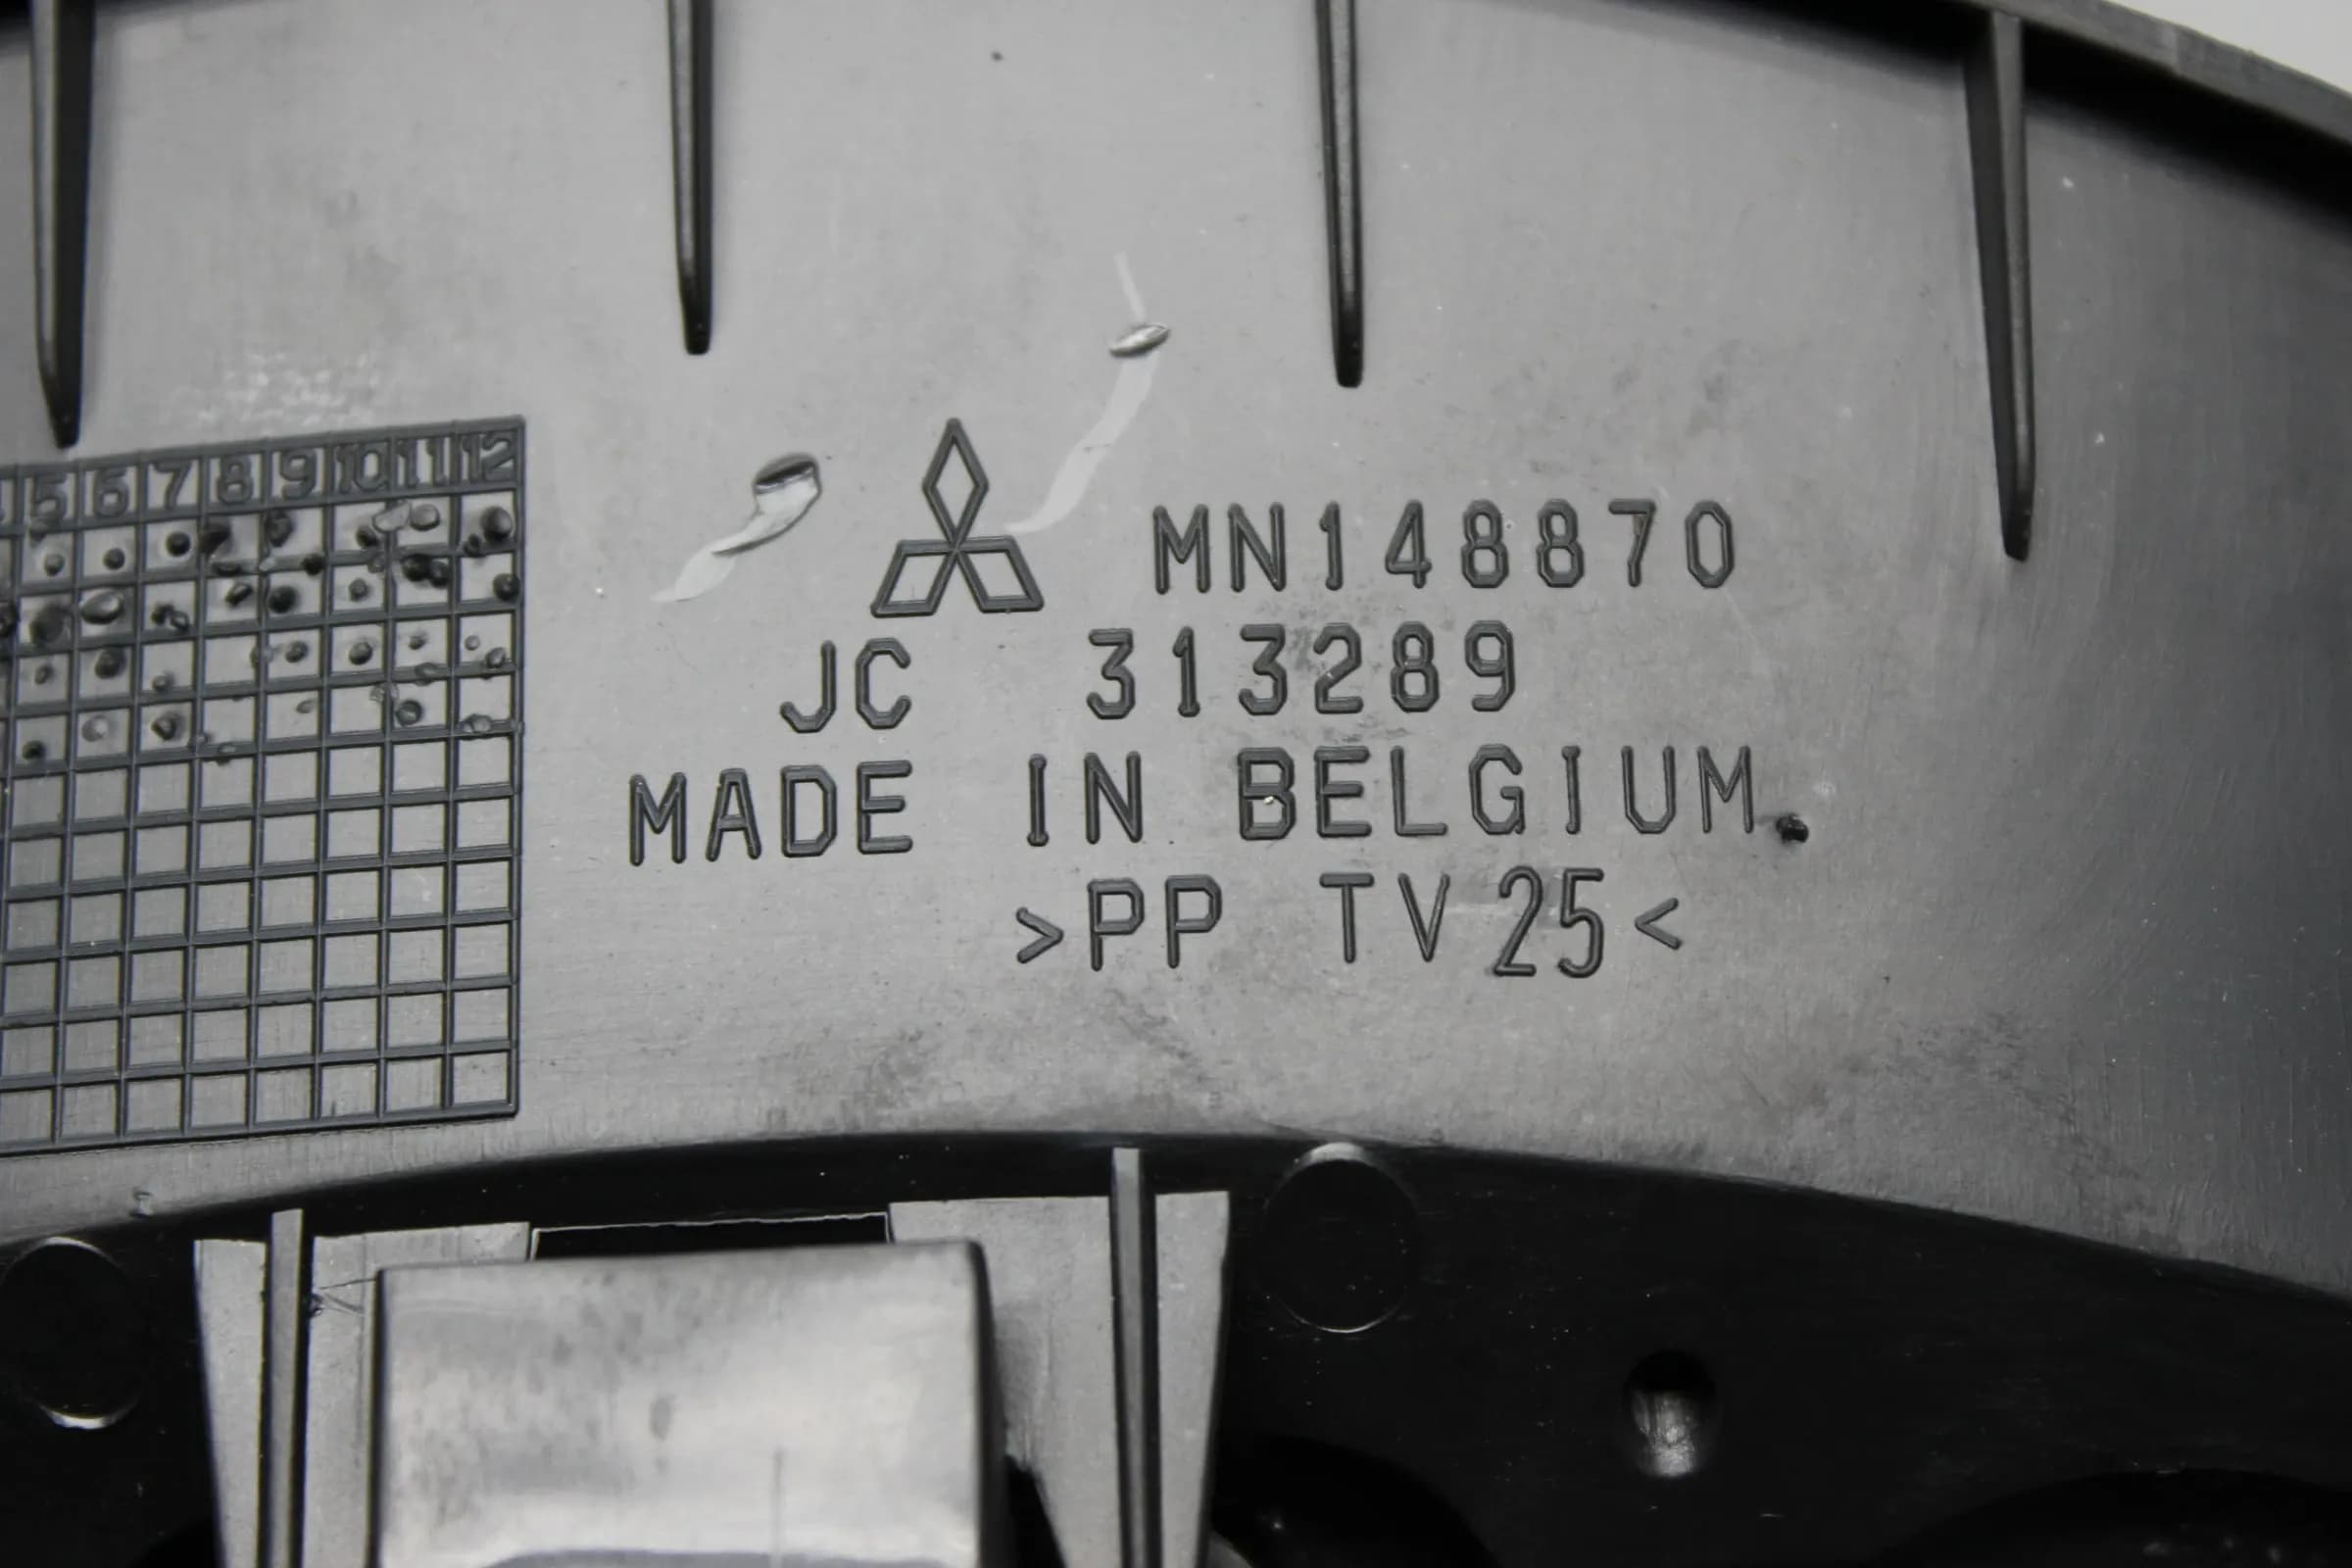 5 6 7 8 9 10 11 12
MN148870
JC 313289
MADE IN BELGIUM
>PP TV25<